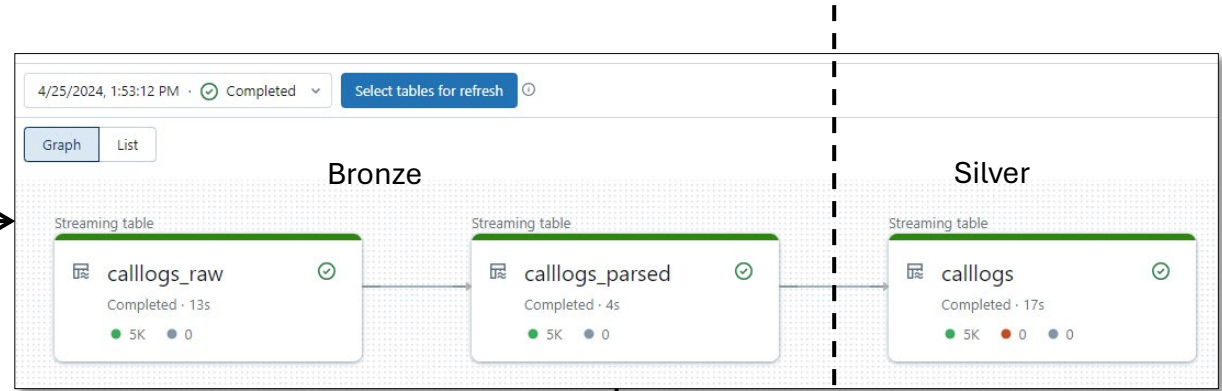 4/25/2024, 1:53:12 PM · Completed Select tables for refresh
Graph List
Bronze Silver
Streaming table Streaming table Streaming table
calllogs_raw calllogs_parsed calllogs
Completed · 13s Completed · 4s Completed · 17s
5K 0 5K 0 5K 0 0